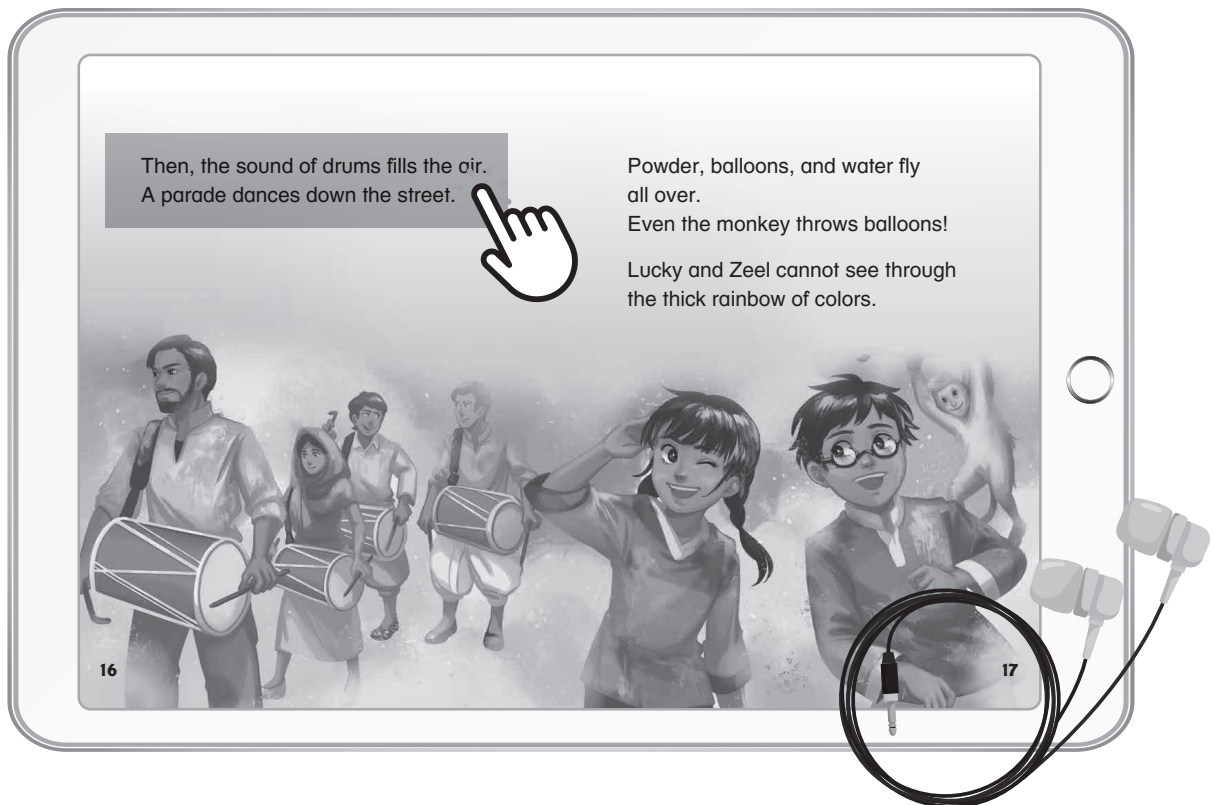 Then, the sound of drums fills the air.
A parade dances down the street.
Powder, balloons, and water fly
all over.
Even the monkey throws balloons!
Lucky and Zeel cannot see through
the thick rainbow of colors.
16
17